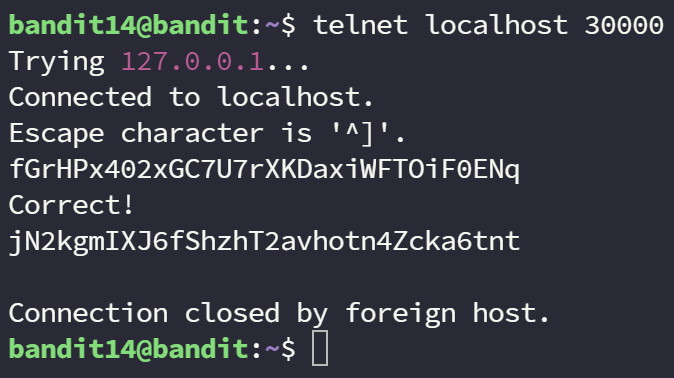 bandit14@bandit:~$ telnet localhost 30000
Trying 127.0.0.1...
Connected to localhost.
Escape character is '^]'.
fGrHPx402xGC7U7rXKDaxiWFTOiF0ENq
Correct!
jN2kgmIXJ6fShzhT2avhotn4Zcka6tnt
Connection closed by foreign host.
bandit14@bandit:~$